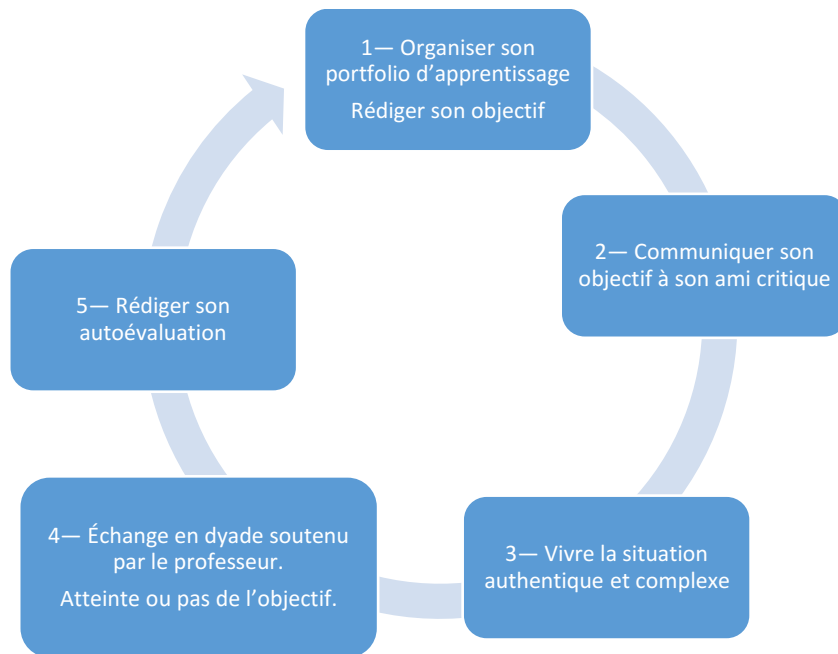 1— Organiser son
portfolio d’apprentissage
Rédiger son objectif
2— Communiquer son
objectif à son ami critique
3— Vivre la situation
authentique et complexe
4— Échange en dyade soutenu
par le professeur.
Atteinte ou pas de l’objectif.
5— Rédiger son
autoévaluation